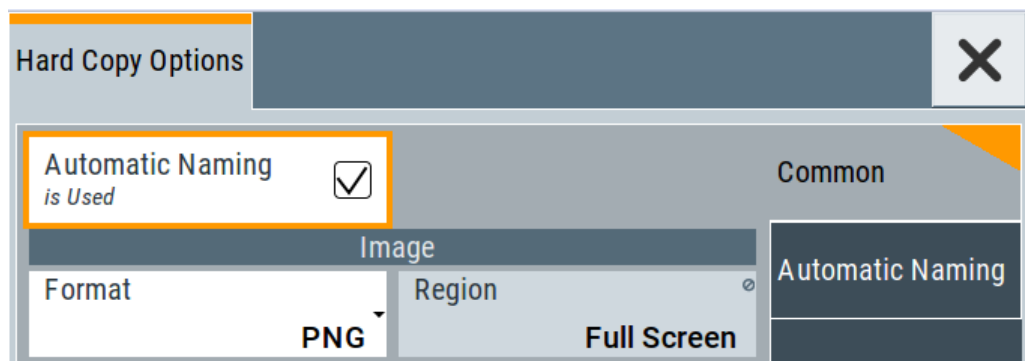 Hard Copy Options
Automatic Naming
is Used
Common
Image
Automatic Naming
Format
Region
PNG
Full Screen